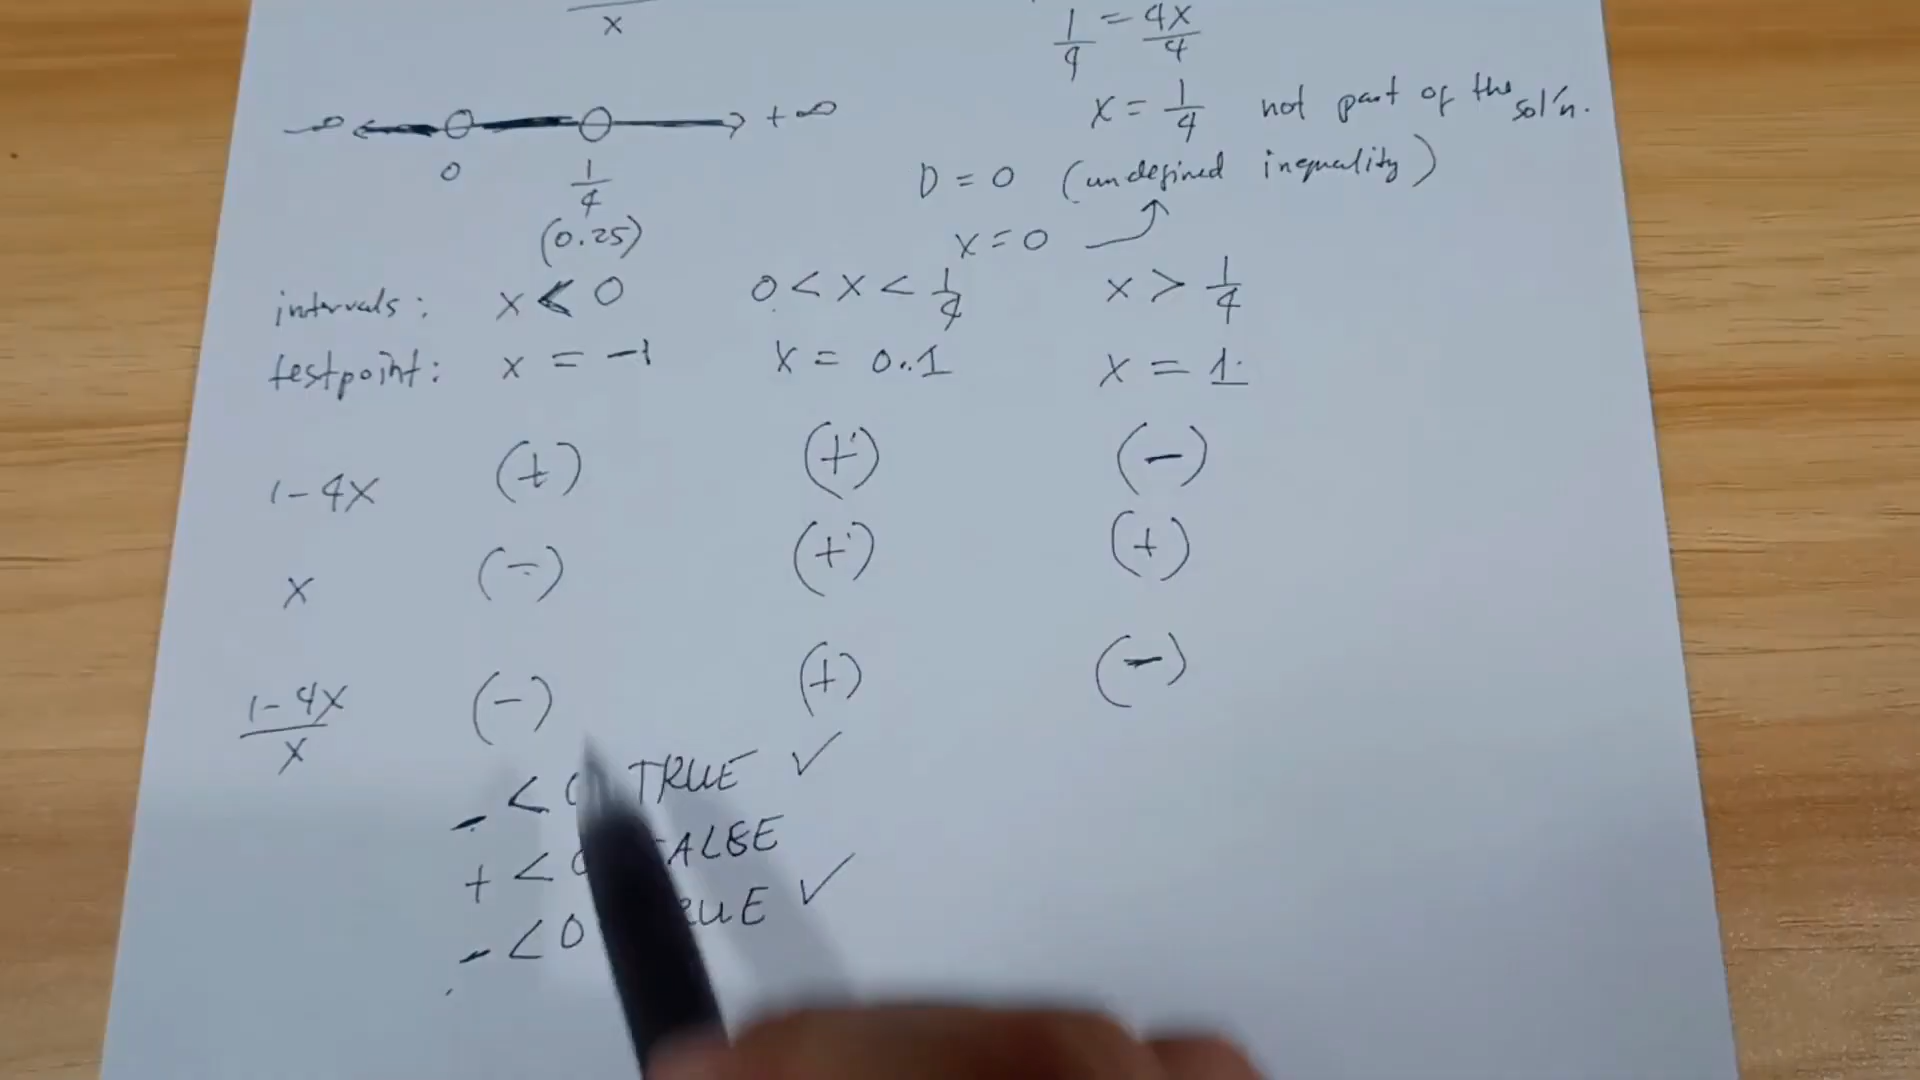 x
1/4 = 4x/4
-∞ +∞
0 1/4
(0.25)
x = 1/4 not part of the sol'n.
D = 0 (undefined inequality)
x = 0
intervals: x < 0 0 < x < 1/4 x > 1/4
testpoint: x = -1 x = 0.1 x = 1
1-4x (+) (+) (-)
x (-) (+) (+)
1-4x/x (-) (+) (-)
- < 0 TRUE ✓
+ < 0
- < 0 ✓